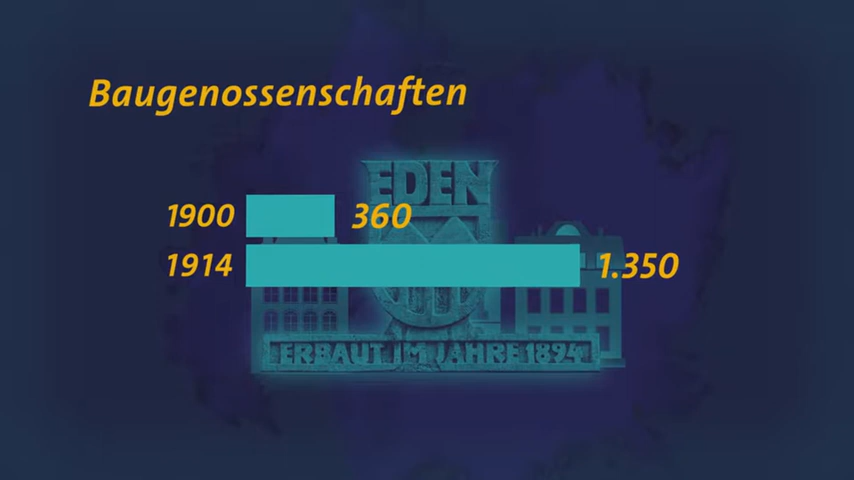 Baugenossenschaften
EDEN
1900 360
1914 1.350
ERBAUT IM JAHRE 1894